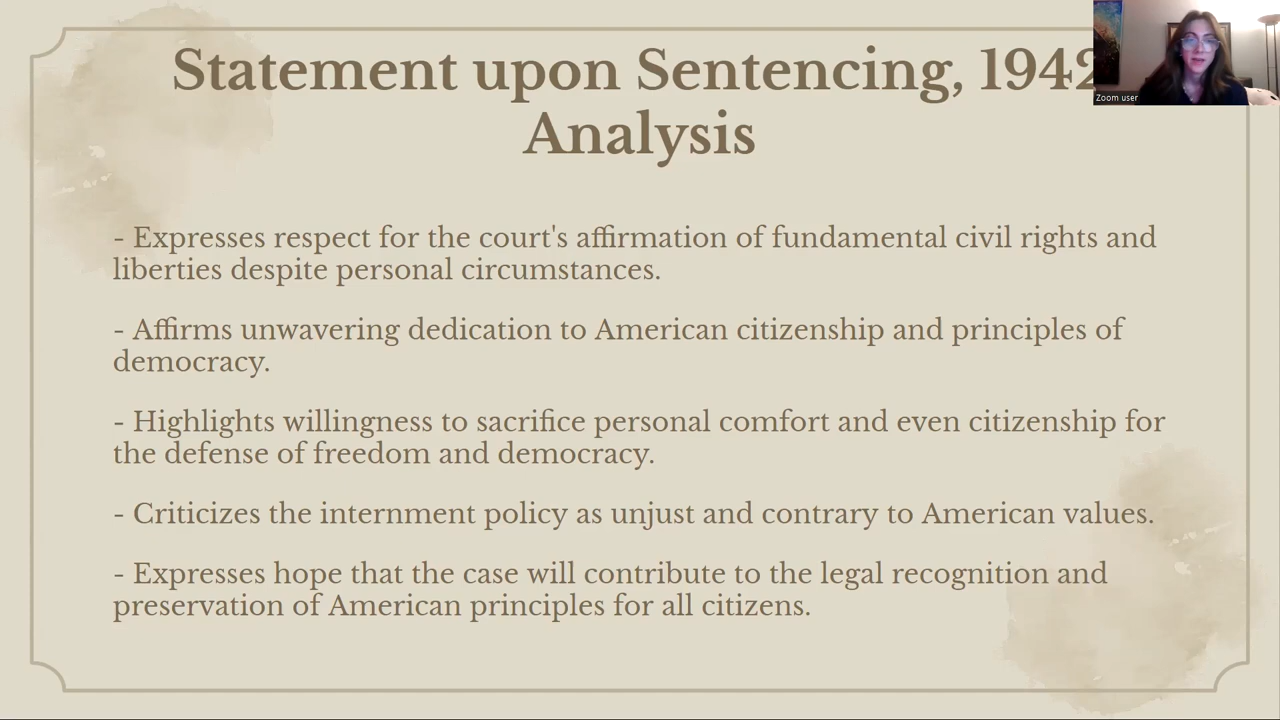 Statement upon Sentencing, 1942
Analysis
Zoom user
- Expresses respect for the court's affirmation of fundamental civil rights and
liberties despite personal circumstances.
- Affirms unwavering dedication to American citizenship and principles of
democracy.
- Highlights willingness to sacrifice personal comfort and even citizenship for
the defense of freedom and democracy.
- Criticizes the internment policy as unjust and contrary to American values.
- Expresses hope that the case will contribute to the legal recognition and
preservation of American principles for all citizens.